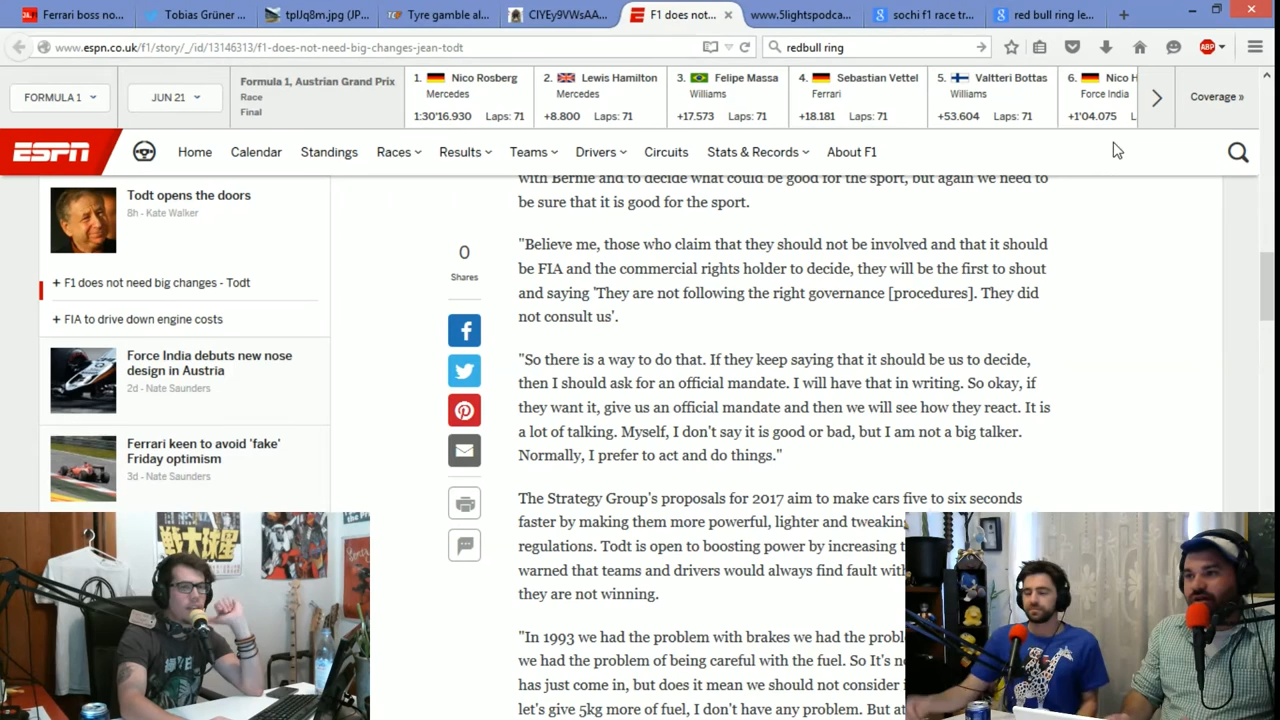 Ferrari boss no...
Tobias Grüner ...
tpIJq8m.jpg (JP...
Tyre gamble al...
CIYEy9VWsAA...
F1 does not...
www.5lightspodca...
sochi f1 race tr...
red bull ring le...
www.espn.co.uk/f1/story/_/id/13146313/f1-does-not-need-big-changes-jean-todt
redbull ring
ABP
FORMULA 1
JUN 21
Formula 1, Austrian Grand Prix
Race
Final
1. Nico Rosberg
Mercedes
1:30'16.930 Laps: 71
2. Lewis Hamilton
Mercedes
+8.800 Laps: 71
3. Felipe Massa
Williams
+17.573 Laps: 71
4. Sebastian Vettel
Ferrari
+18.181 Laps: 71
5. Valtteri Bottas
Williams
+53.604 Laps: 71
6. Nico H
Force India
+1'04.075 L
Coverage »
ESPN
Home Calendar Standings Races Results Teams Drivers Circuits Stats & Records About F1
Todt opens the doors
8h - Kate Walker
+ F1 does not need big changes - Todt
+ FIA to drive down engine costs
Force India debuts new nose
design in Austria
2d - Nate Saunders
Ferrari keen to avoid 'fake'
Friday optimism
3d - Nate Saunders
0
Shares
with Bernie and to decide what could be good for the sport, but again we need to
be sure that it is good for the sport.
"Believe me, those who claim that they should not be involved and that it should
be FIA and the commercial rights holder to decide, they will be the first to shout
and saying 'They are not following the right governance [procedures]. They did
not consult us'.
"So there is a way to do that. If they keep saying that it should be us to decide,
then I should ask for an official mandate. I will have that in writing. So okay, if
they want it, give us an official mandate and then we will see how they react. It is
a lot of talking. Myself, I don't say it is good or bad, but I am not a big talker.
Normally, I prefer to act and do things."
The Strategy Group's proposals for 2017 aim to make cars five to six seconds
faster by making them more powerful, lighter and tweaking
regulations. Todt is open to boosting power by increasing
warned that teams and drivers would always find fault
they are not winning.
"In 1993 we had the problem with brakes we had the
we had the problem of being careful with the fuel. So It's
has just come in, but does it mean we should not consider
let's give 5kg more of fuel, I don't have any problem. But